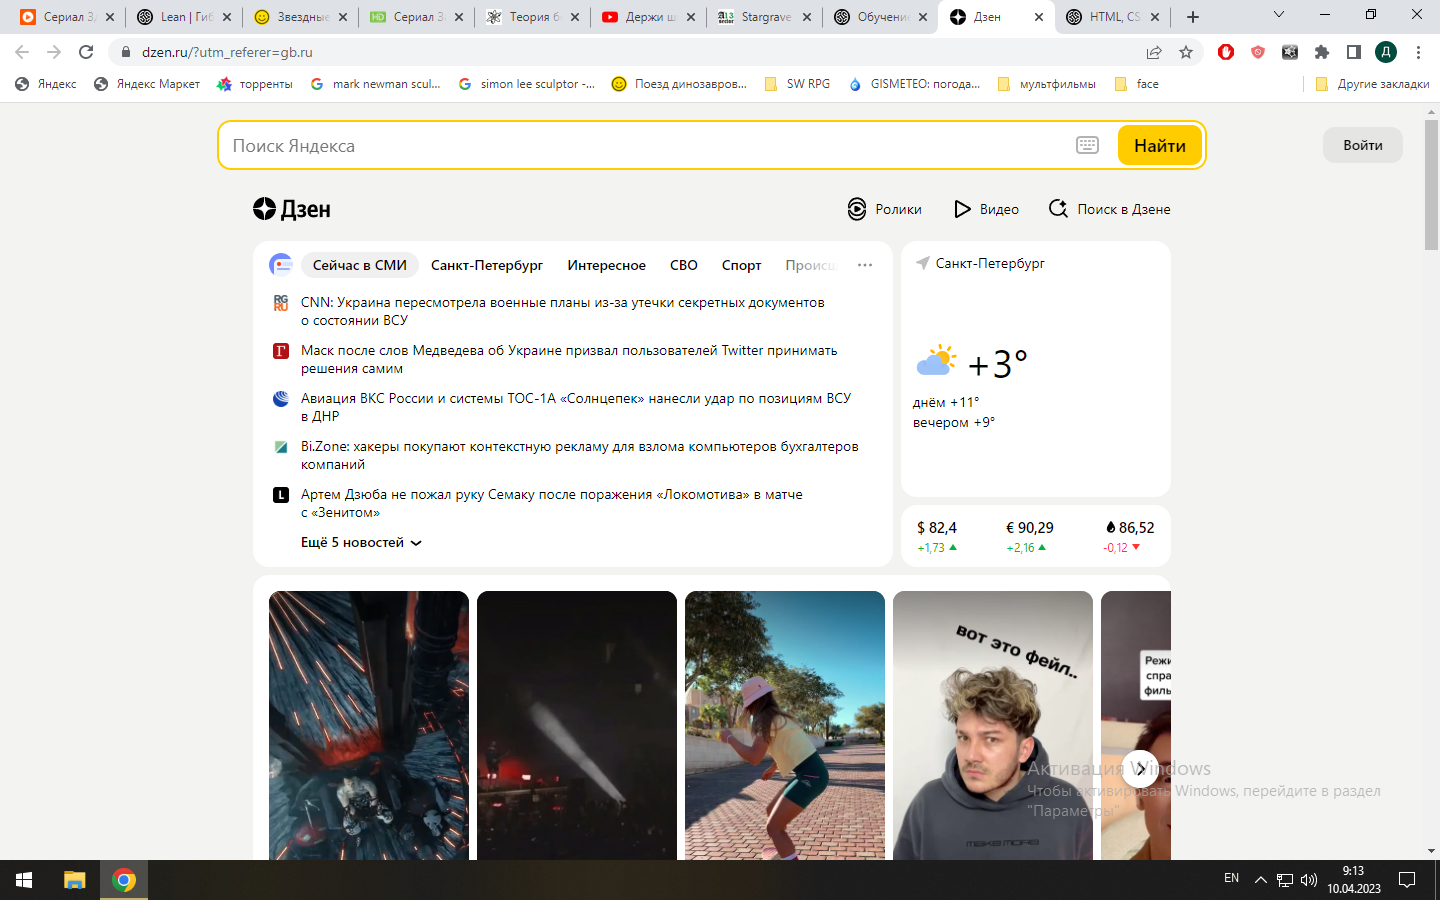 Сериал З
Lean | Гиб
Звездные
Сериал З
Теория б
Держи ш
Stargrave
Обучени
Дзен
HTML, CS
dzen.ru/?utm_referer=gb.ru
Д
Яндекс
Яндекс Маркет
торренты
mark newman scul...
simon lee sculptor -...
Поезд динозавров...
SW RPG
GISMETEO: погода...
мультфильмы
face
Другие закладки
Поиск Яндекса
Найти
Войти
Дзен
Ролики
Видео
Поиск в Дзене
Сейчас в СМИ
Санкт-Петербург
Интересное
СВО
Спорт
Происш
RG
RU
CNN: Украина пересмотрела военные планы из-за утечки секретных документов
о состоянии ВСУ
Г
Маск после слов Медведева об Украине призвал пользователей Twitter принимать
решения самим
Авиация ВКС России и системы ТОС-1А «Солнцепек» нанесли удар по позициям ВСУ
в ДНР
Bi.Zone: хакеры покупают контекстную рекламу для взлома компьютеров бухгалтеров
компаний
L
Артем Дзюба не пожал руку Семаку после поражения «Локомотива» в матче
с «Зенитом»
Ещё 5 новостей
Санкт-Петербург
+3°
днём +11°
вечером +9°
$ 82,4
€ 90,29
86,52
+1,73
+2,16
-0,12
вот это фейл..
MAKE MORE
Режи
спра
филь
Активация Windows
Чтобы активировать Windows, перейдите в раздел
"Параметры"
EN
9:13
10.04.2023